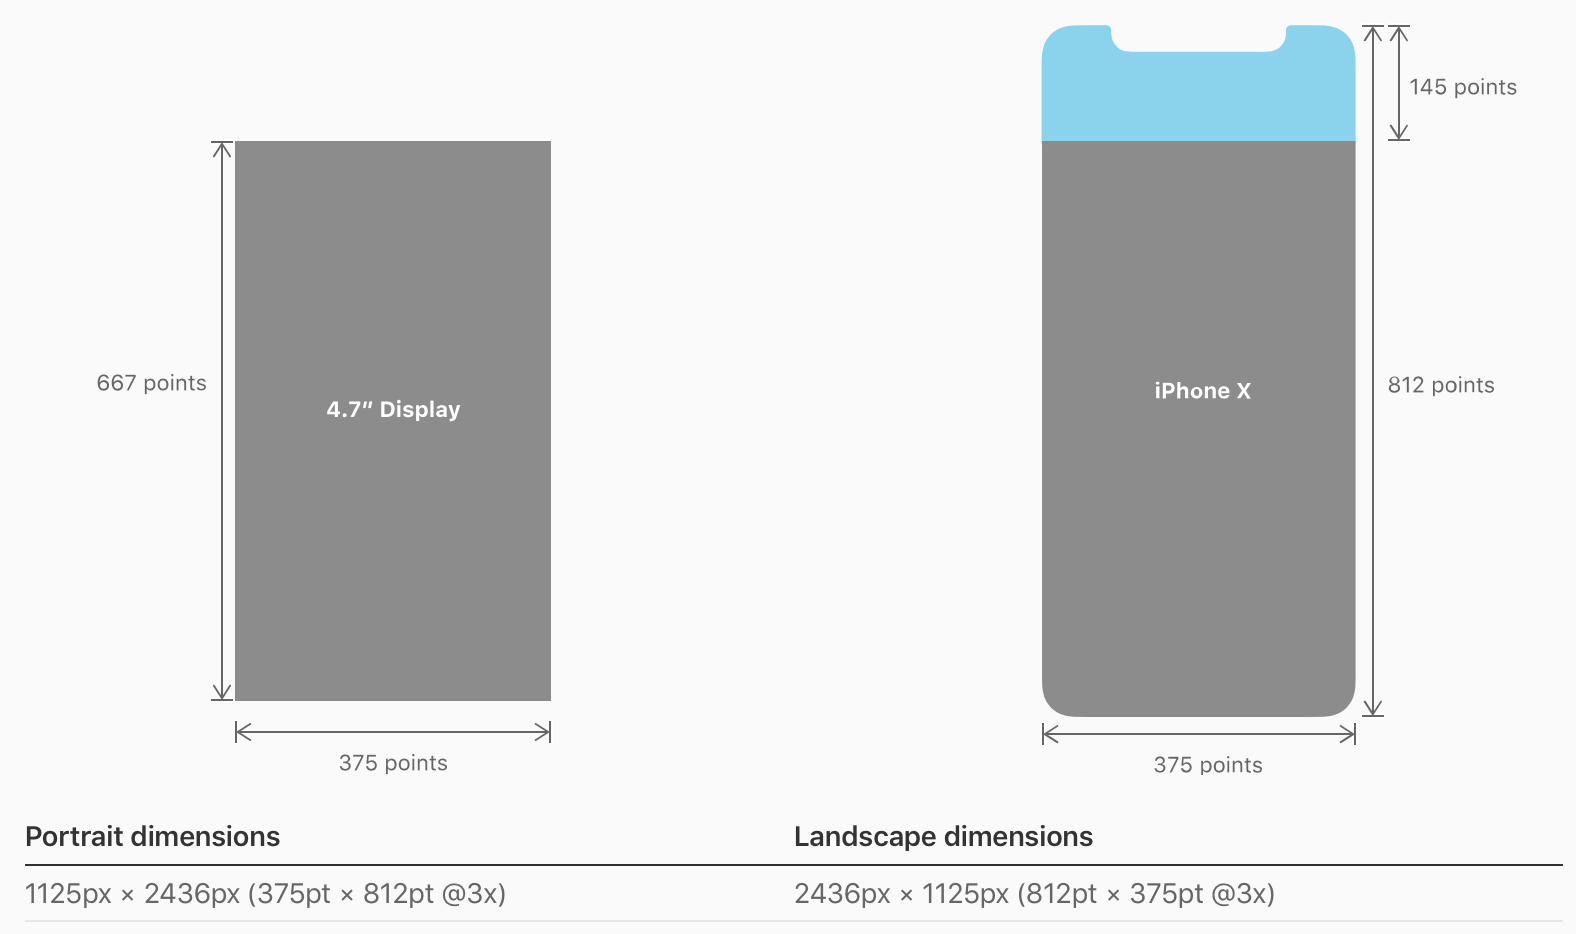 145 points
667 points
4.7″ Display
iPhone X
812 points
375 points
375 points
Portrait dimensions
Landscape dimensions
1125px × 2436px (375pt × 812pt @3x)
2436px × 1125px (812pt × 375pt @3x)